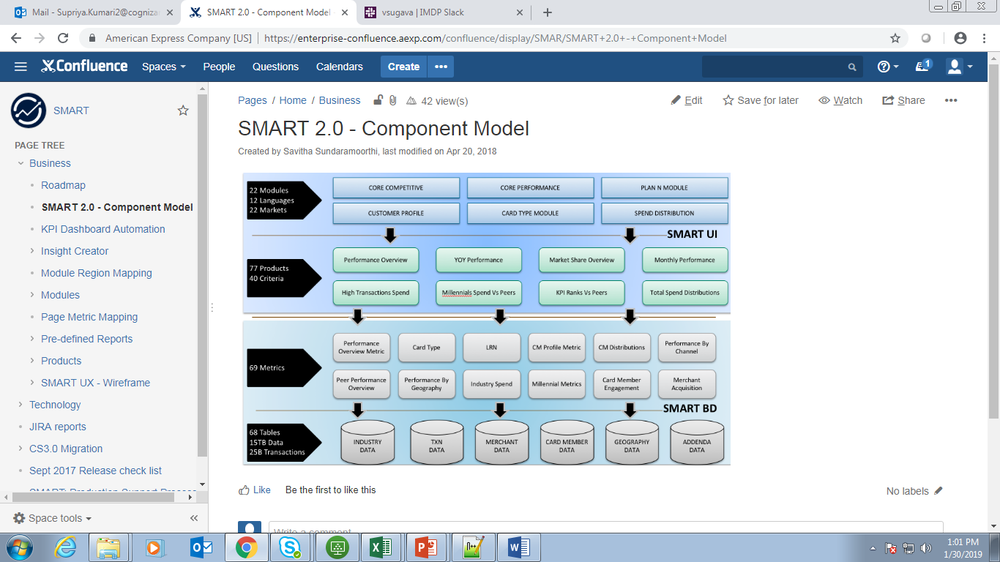 Mail - Supriya.Kumari2@cogniza
SMART 2.0 - Component Model -
vsugava | IMDP Slack
American Express Company [US] | https://enterprise-confluence.aexp.com/confluence/display/SMAR/SMART+2.0+-+Component+Model
Confluence Spaces People Questions Calendars Create ••• 1
SMART
PAGE TREE
Business
Roadmap
SMART 2.0 - Component Model
KPI Dashboard Automation
Insight Creator
Module Region Mapping
Modules
Page Metric Mapping
Pre-defined Reports
Products
SMART UX - Wireframe
Technology
JIRA reports
CS3.0 Migration
Sept 2017 Release check list
SMART: Production Support Process
Space tools
Pages / Home / Business 42 view(s)
Edit Save for later Watch Share •••
SMART 2.0 - Component Model
Created by Savitha Sundaramoorthi, last modified on Apr 20, 2018
22 Modules
12 Languages
22 Markets
CORE COMPETITIVE CORE PERFORMANCE PLAN N MODULE
CUSTOMER PROFILE CARD TYPE MODULE SPEND DISTRIBUTION
SMART UI
77 Products
40 Criteria
Performance Overview YOY Performance Market Share Overview Monthly Performance
High Transactions Spend Millennials Spend Vs Peers KPI Ranks Vs Peers Total Spend Distributions
69 Metrics
Performance
Overview Metric
Card Type
LRN
CM Profile Metric
CM Distributions
Performance By
Channel
Peer Performance
Overview
Performance By
Geography
Industry Spend
Millennial Metrics
Card Member
Engagement
Merchant
Acquisition
SMART BD
68 Tables
15TB Data
25B Transactions
INDUSTRY
DATA
TXN
DATA
MERCHANT
DATA
CARD MEMBER
DATA
GEOGRAPHY
DATA
ADDENDA
DATA
Like Be the first to like this
No labels
Write a comment
1:01 PM
1/30/2019